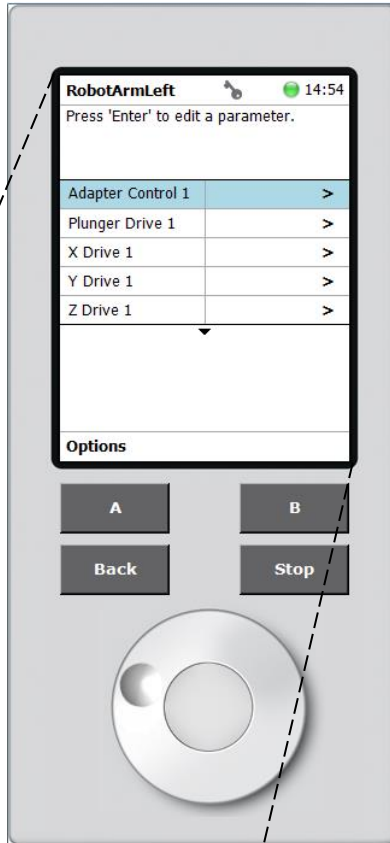 RobotArmLeft 14:54
Press 'Enter' to edit a parameter.
Adapter Control 1 >
Plunger Drive 1 >
X Drive 1 >
Y Drive 1 >
Z Drive 1 >
Options
A B
Back Stop